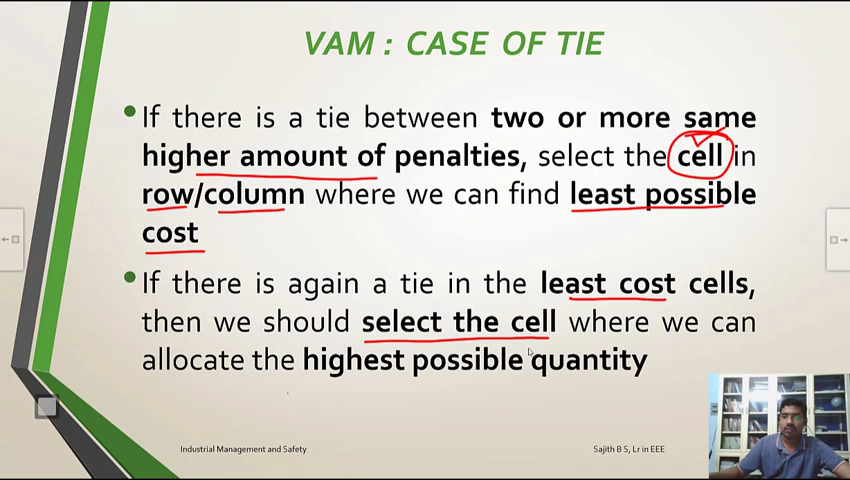 VAM : CASE OF TIE
If there is a tie between two or more same
higher amount of penalties, select the cell in
row/column where we can find least possible
cost
If there is again a tie in the least cost cells,
then we should select the cell where we can
allocate the highest possible quantity
Industrial Management and Safety
Sajith B S, Lr in EEE